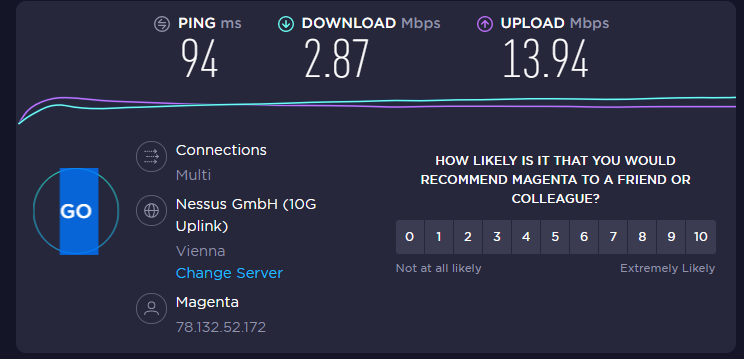 PING ms
DOWNLOAD Mbps
UPLOAD Mbps
94
2.87
13.94
GO
Connections
Multi
Nessus GmbH (10G
Uplink)
Vienna
Change Server
Magenta
78.132.52.172
HOW LIKELY IS IT THAT YOU WOULD
RECOMMEND MAGENTA TO A FRIEND OR
COLLEAGUE?
0 1 2 3 4 5 6 7 8 9 10
Not at all likely
Extremely Likely